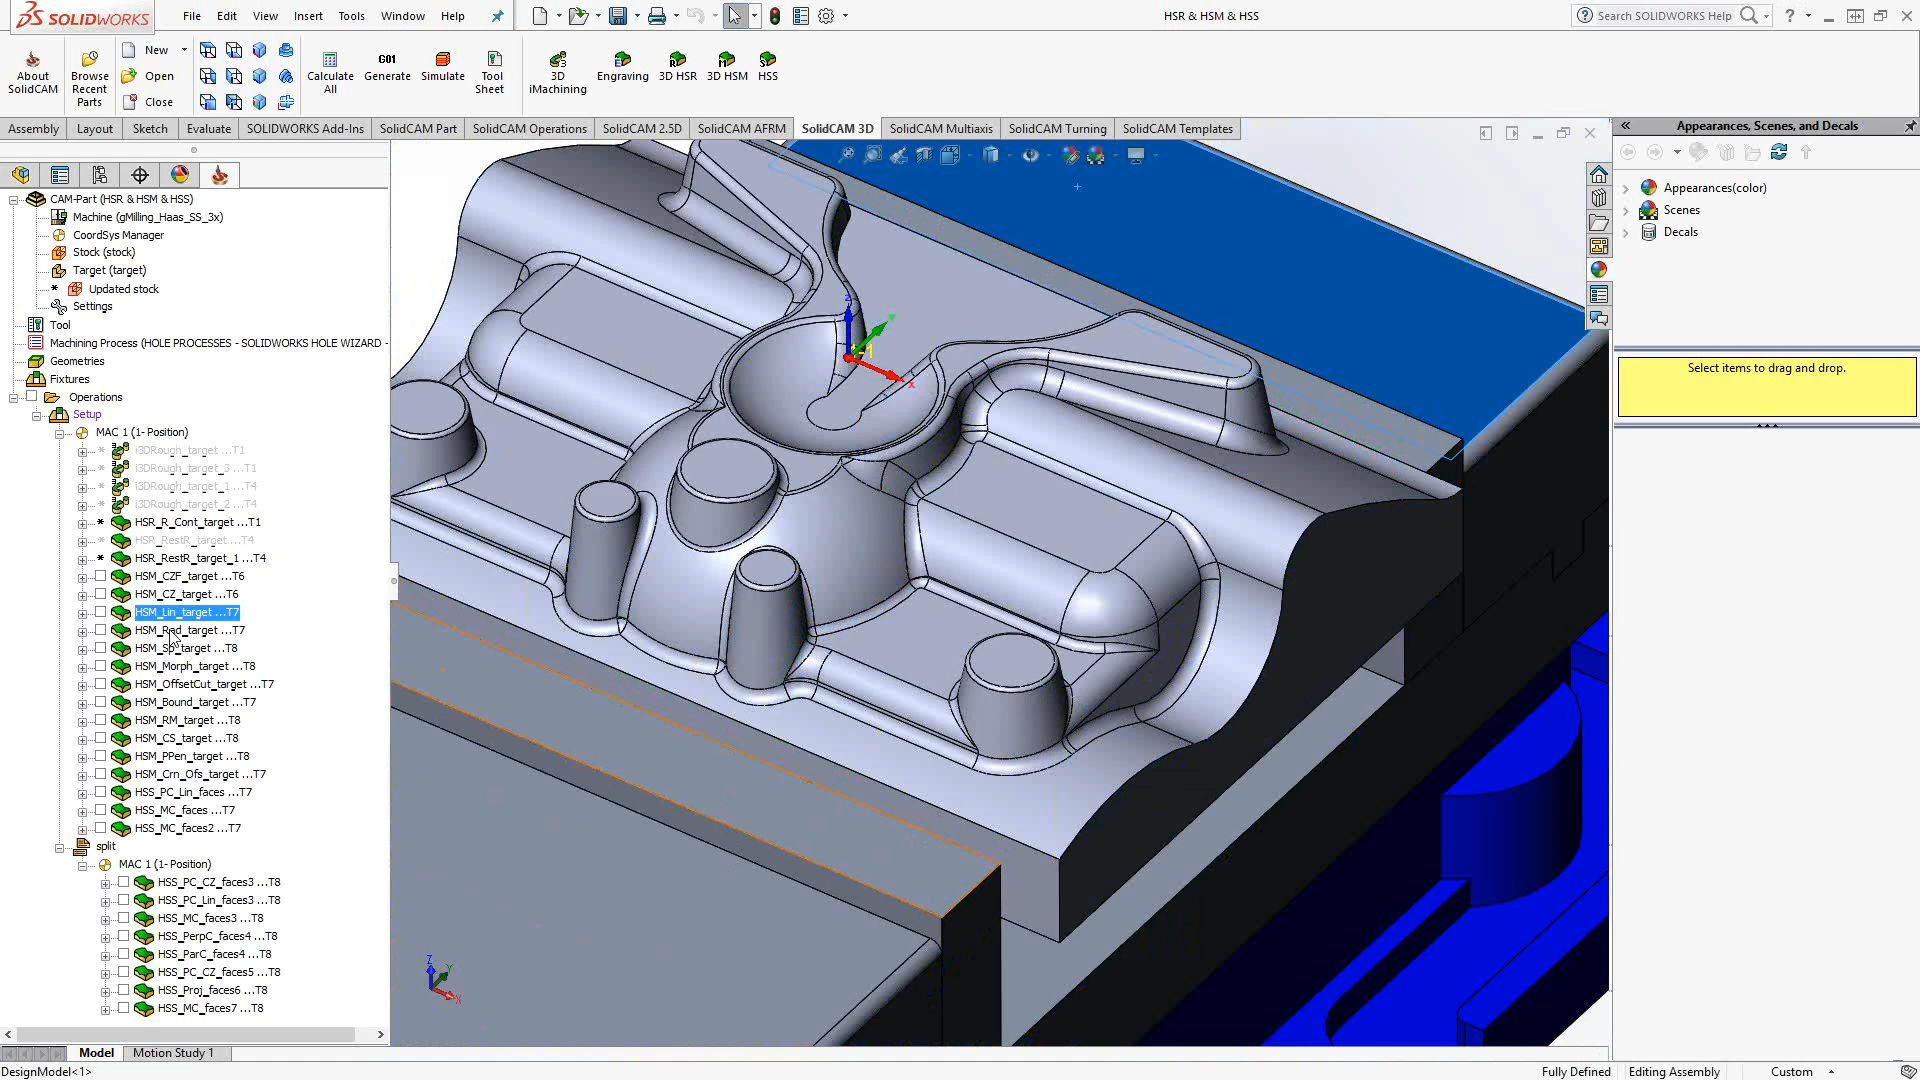 SOLIDWORKS
File Edit View Insert Tools Window Help
HSR & HSM & HSS
Search SOLIDWORKS Help
?
About SolidCAM
Browse Recent Parts
New
Open
Close
Calculate All
G01
Generate
Simulate
Tool Sheet
3D iMachining
Engraving
3D HSR
3D HSM
HSS
Assembly Layout Sketch Evaluate SOLIDWORKS Add-Ins SolidCAM Part SolidCAM Operations SolidCAM 2.5D SolidCAM AFRM SolidCAM 3D SolidCAM Multiaxis SolidCAM Turning SolidCAM Templates
Appearances, Scenes, and Decals
Appearances(color)
Scenes
Decals
Select items to drag and drop.
CAM-Part (HSR & HSM & HSS)
Machine (gMilling_Haas_SS_3x)
CoordSys Manager
Stock (stock)
Target (target)
* Updated stock
Settings
Tool
Machining Process (HOLE PROCESSES - SOLIDWORKS HOLE WIZARD -
Geometries
Fixtures
Operations
Setup
MAC 1 (1- Position)
* i3DRough_target ...T1
* i3DRough_target_3 ...T1
* i3DRough_target_1 ...T4
* i3DRough_target_2 ...T4
* HSR_R_Cont_target ...T1
* HSR_RestR_target ...T4
* HSR_RestR_target_1 ...T4
HSM_CZF_target ...T6
HSM_CZ_target ...T6
HSM_Lin_target ...T7
HSM_Rad_target ...T7
HSM_Sp_target ...T8
HSM_Morph_target ...T8
HSM_OffsetCut_target ...T7
HSM_Bound_target ...T7
HSM_RM_target ...T8
HSM_CS_target ...T8
HSM_PPen_target ...T8
HSM_Crn_Ofs_target ...T7
HSS_PC_Lin_faces ...T7
HSS_MC_faces ...T7
HSS_MC_faces2 ...T7
split
MAC 1 (1- Position)
HSS_PC_CZ_faces3 ...T8
HSS_PC_Lin_faces3 ...T8
HSS_MC_faces3 ...T8
HSS_PerpC_faces4 ...T8
HSS_ParC_faces4 ...T8
HSS_PC_CZ_faces5 ...T8
HSS_Proj_faces6 ...T8
HSS_MC_faces7 ...T8
Z
X
Z
Y
X
Model Motion Study 1
DesignModel<1>
Fully Defined Editing Assembly Custom